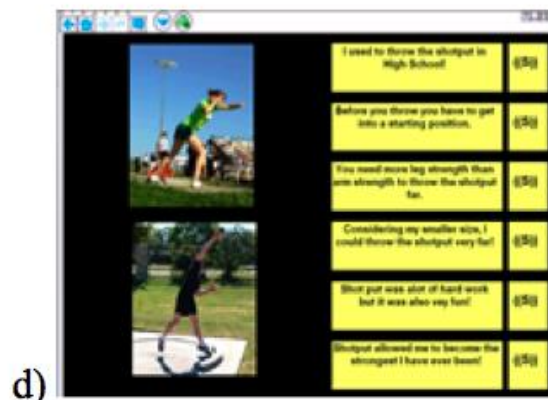 I used to throw the shotput in
High School!
((S))
Before you throw you have to get
into a starting position.
((S))
You need more leg strength than
arm strength to throw the shotput
far.
((S))
Considering my smaller size, I
could throw the shotput very far!
((S))
Shot put was alot of hard work
but it was also vey fun!
((S))
Shotput allowed me to become the
strongest I have ever been!
((S))
d)